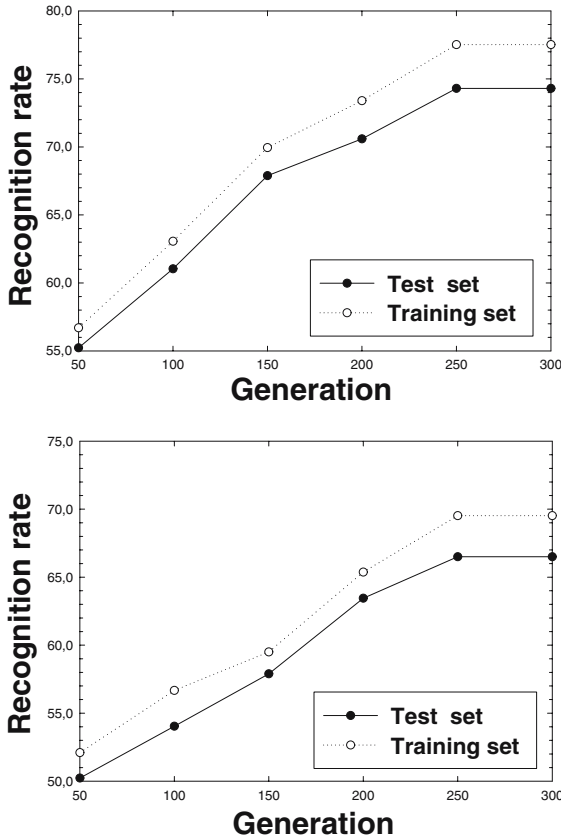 80,0
75,0
70,0
65,0
60,0
55,0
Recognition rate
Test set
Training set
50 100 150 200 250 300
Generation
75,0
70,0
65,0
60,0
55,0
50,0
Recognition rate
Test set
Training set
50 100 150 200 250 300
Generation